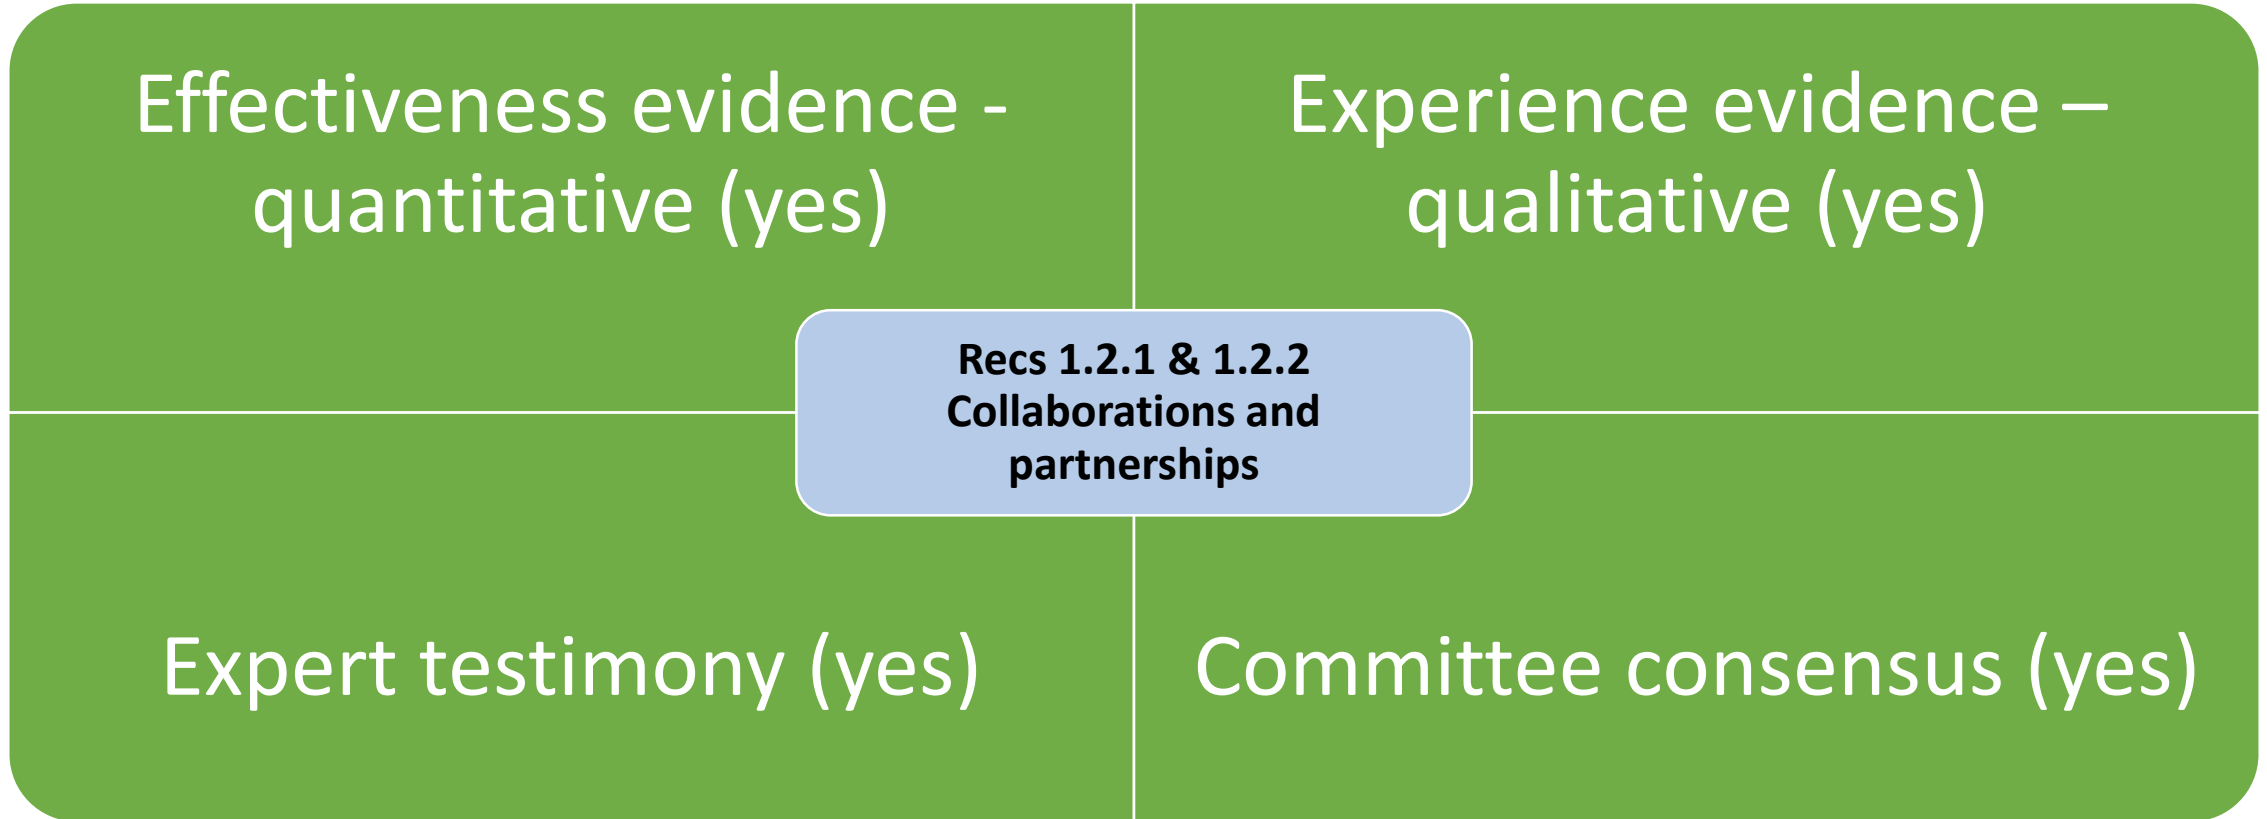 Effectiveness evidence -
quantitative (yes)
Experience evidence –
qualitative (yes)
Recs 1.2.1 & 1.2.2
Collaborations and
partnerships
Expert testimony (yes)
Committee consensus (yes)